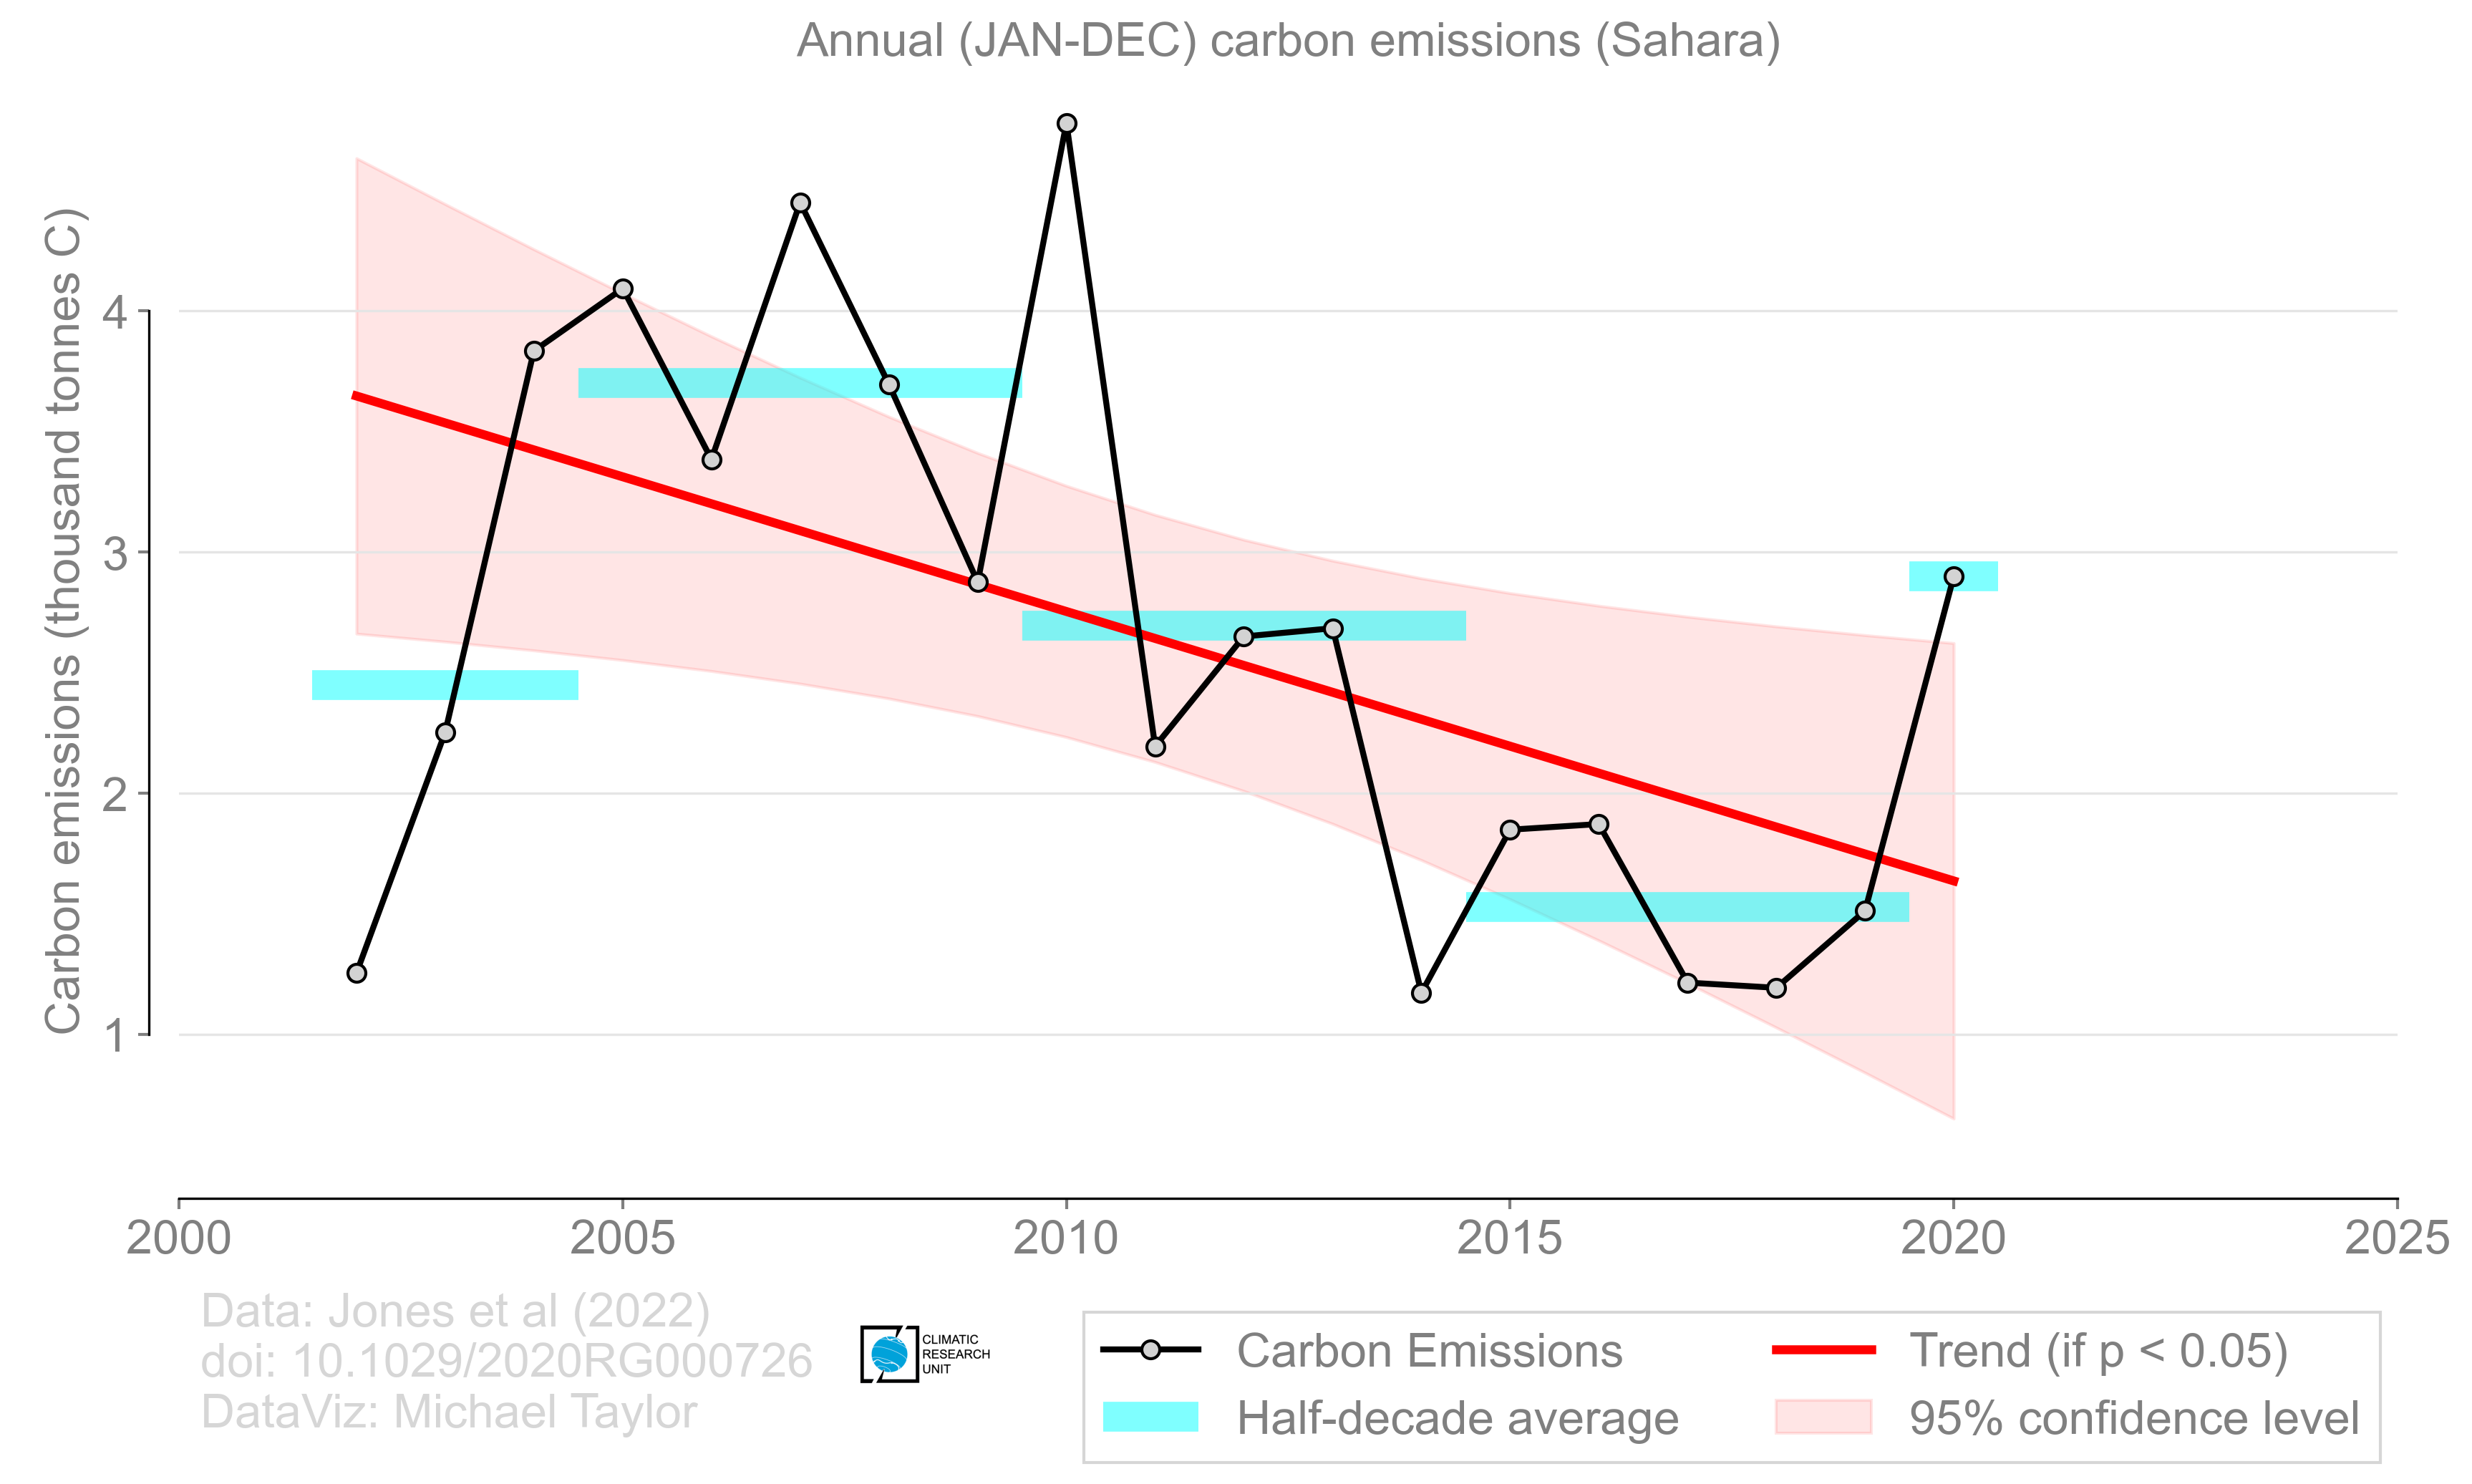 Annual (JAN-DEC) carbon emissions (Sahara)
Carbon emissions (thousand tonnes C)
4
3
2
1
2000 2005 2010 2015 2020 2025
Data: Jones et al (2022)
doi: 10.1029/2020RG000726
DataViz: Michael Taylor
CLIMATIC
RESEARCH
UNIT
Carbon Emissions
Half-decade average
Trend (if p < 0.05)
95% confidence level